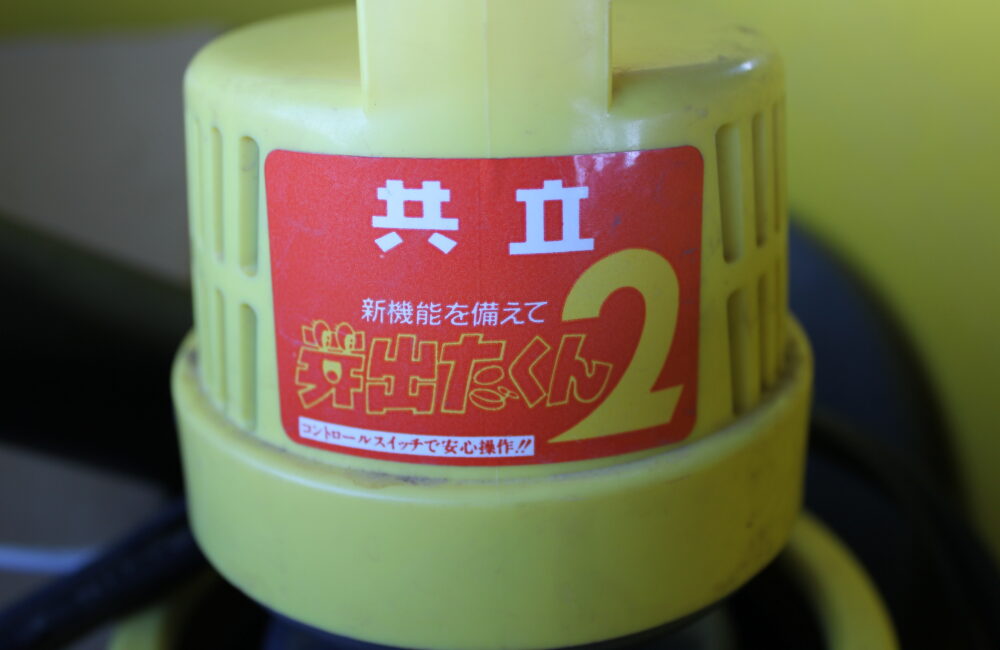 共立
新機能を備えて
芽出たくん2
コントロールスイッチで安心操作!!